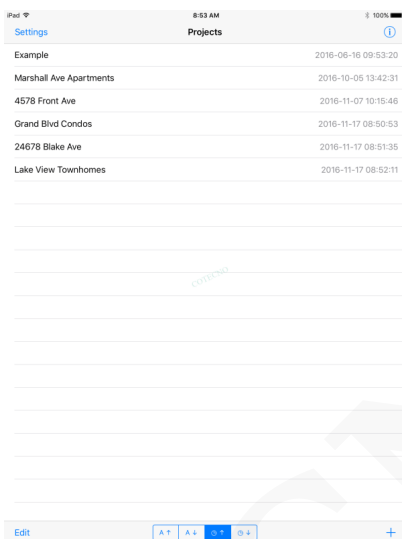 iPad 8:53 AM 100%
Settings Projects
Example 2016-06-16 09:53:20
Marshall Ave Apartments 2016-10-05 13:42:31
4578 Front Ave 2016-11-07 10:15:46
Grand Blvd Condos 2016-11-17 08:50:53
24678 Blake Ave 2016-11-17 08:51:35
Lake View Townhomes 2016-11-17 08:52:11
Edit A ↑ A ↓ ↑ ↓ +